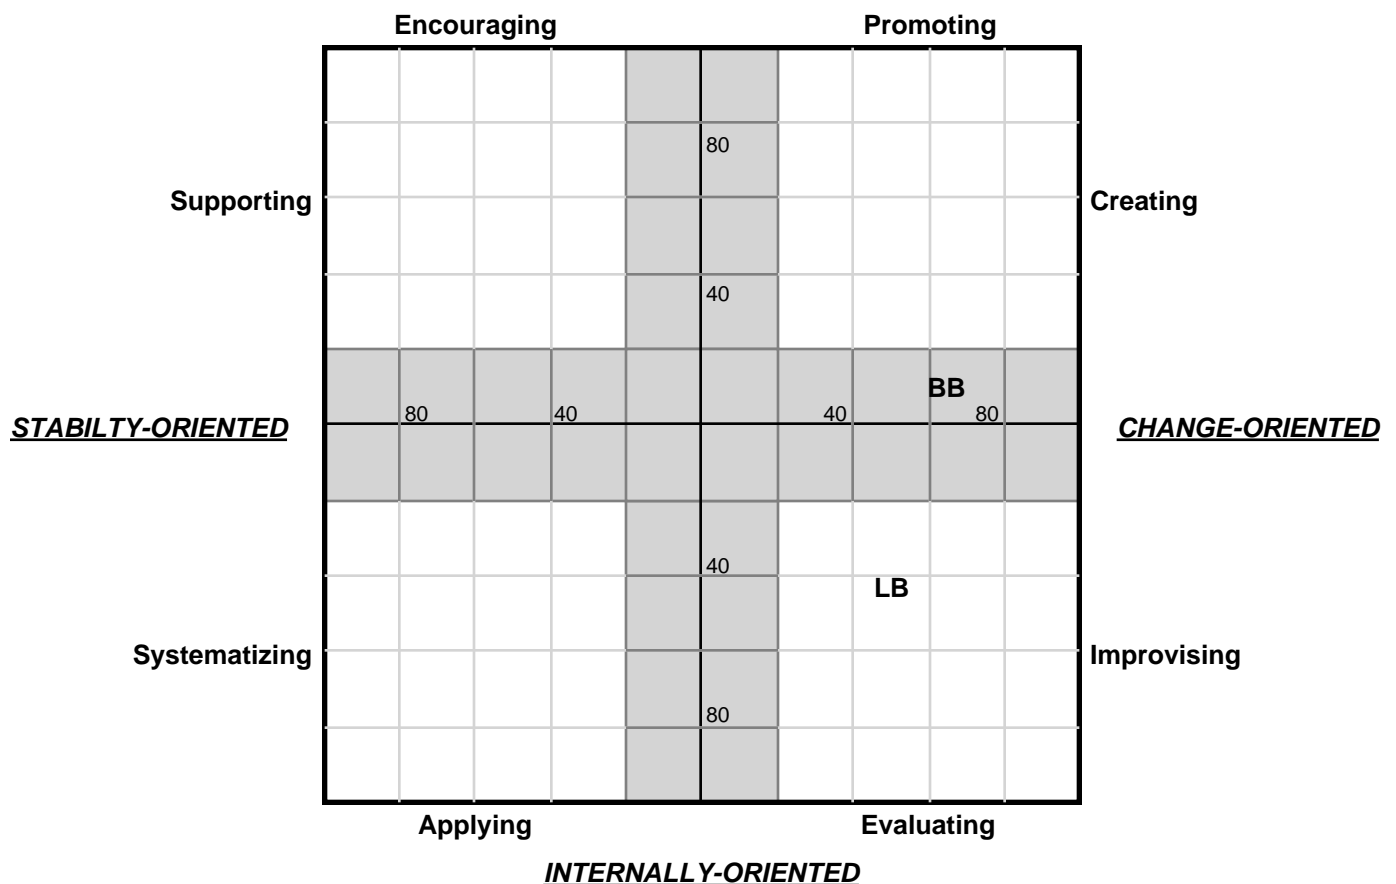 Encouraging Promoting
80
Supporting Creating
40
BB
STABILTY-ORIENTED 80 40 40 80 CHANGE-ORIENTED
40
LB
Systematizing Improvising
80
Applying Evaluating
INTERNALLY-ORIENTED